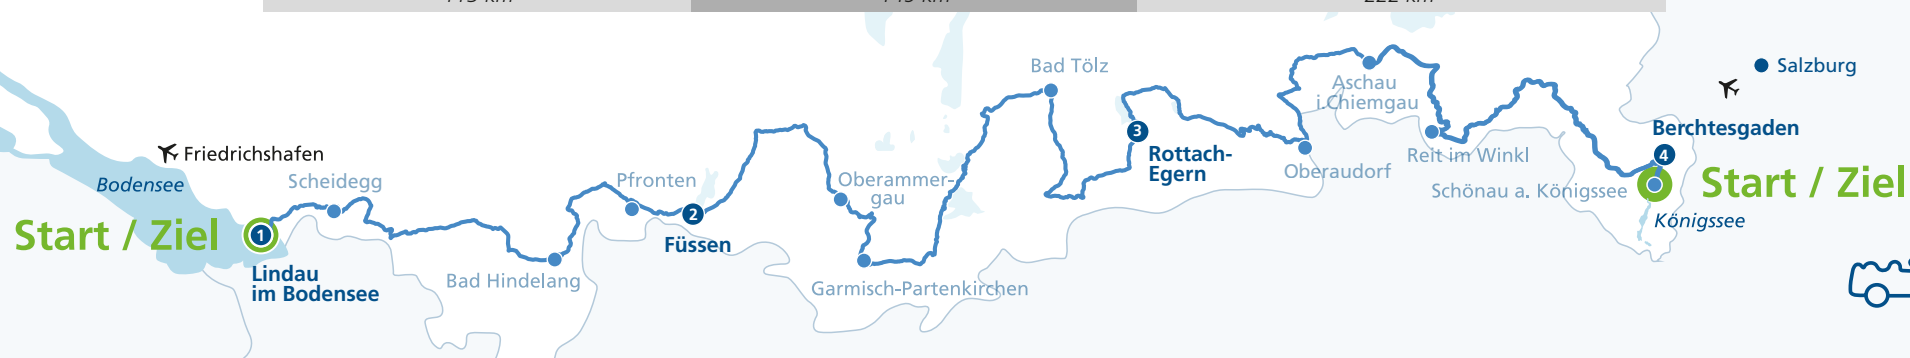 Bad Tölz
Salzburg
Aschau
i.Chiemgau
3
Berchtesgaden
Friedrichshafen
Rottach-
Egern
Reit im Winkl
4
Bodensee
Scheidegg
Pfronten
Oberammer-
gau
Oberaudorf
Schönau a. Königssee
Start / Ziel
Königssee
Start / Ziel
1
2
Füssen
Lindau
im Bodensee
Bad Hindelang
Garmisch-Partenkirchen